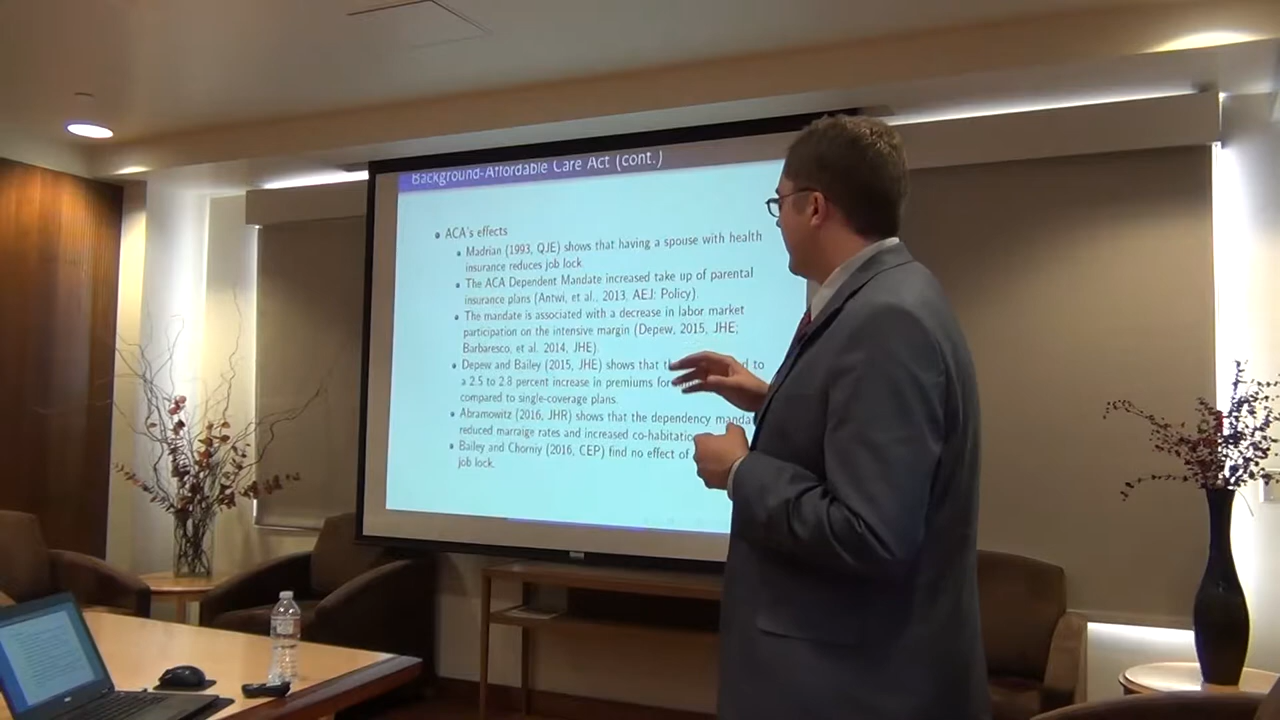 Background-Affordable Care Act (cont.)
ACA's effects
Madrian (1993, QJE) shows that having a spouse with health
insurance reduces job lock.
The ACA Dependent Mandate increased take up of parental
insurance plans (Antwi, et al., 2013, AEJ: Policy).
The mandate is associated with a decrease in labor market
participation on the intensive margin (Depew, 2015, JHE;
Barbaresco, et al. 2014, JHE).
Depew and Bailey (2015, JHE) shows that to
a 2.5 to 2.8 percent increase in premiums for
compared to single-coverage plans.
Abramowitz (2016, JHR) shows that the dependency
reduced marraige rates and increased
Bailey and Chorniy (2016, CEP) find no effect of
job lock.